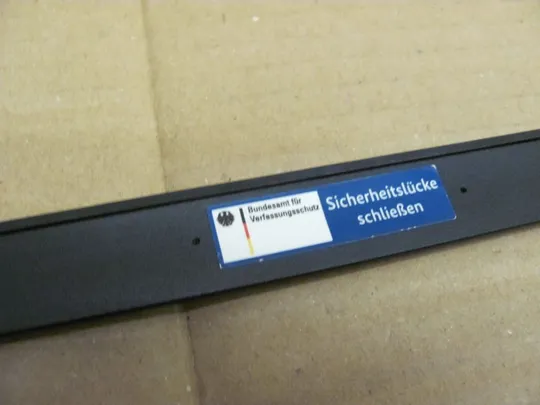 Bundesamt für
Verfassungsschutz
Sicherheitslücke
schließen